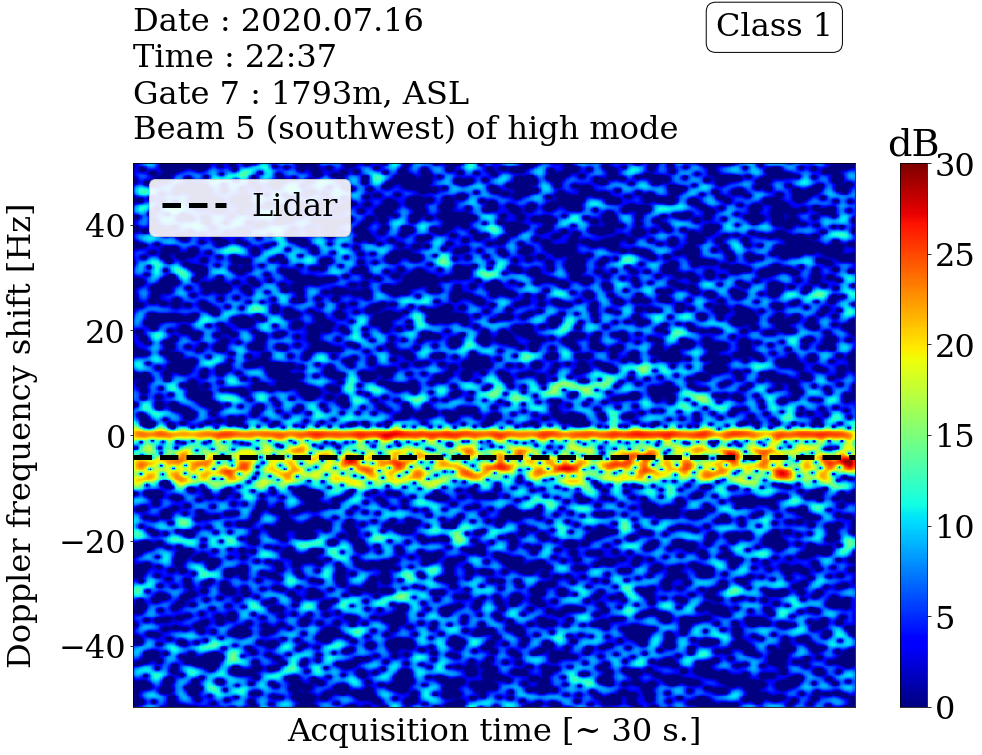 Date : 2020.07.16
Time : 22:37
Gate 7 : 1793m, ASL
Beam 5 (southwest) of high mode
Class 1
dB
Lidar
Doppler frequency shift [Hz]
40
20
0
−20
−40
30
25
20
15
10
5
0
Acquisition time [~ 30 s.]